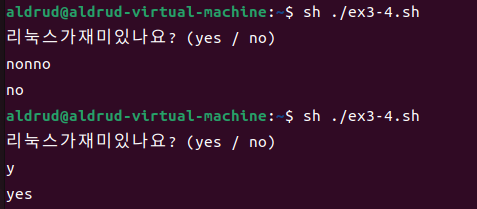 aldrud@aldrud-virtual-machine:~$ sh ./ex3-4.sh
리눅스가재미있나요? (yes / no)
nonno
no
aldrud@aldrud-virtual-machine:~$ sh ./ex3-4.sh
리눅스가재미있나요? (yes / no)
y
yes